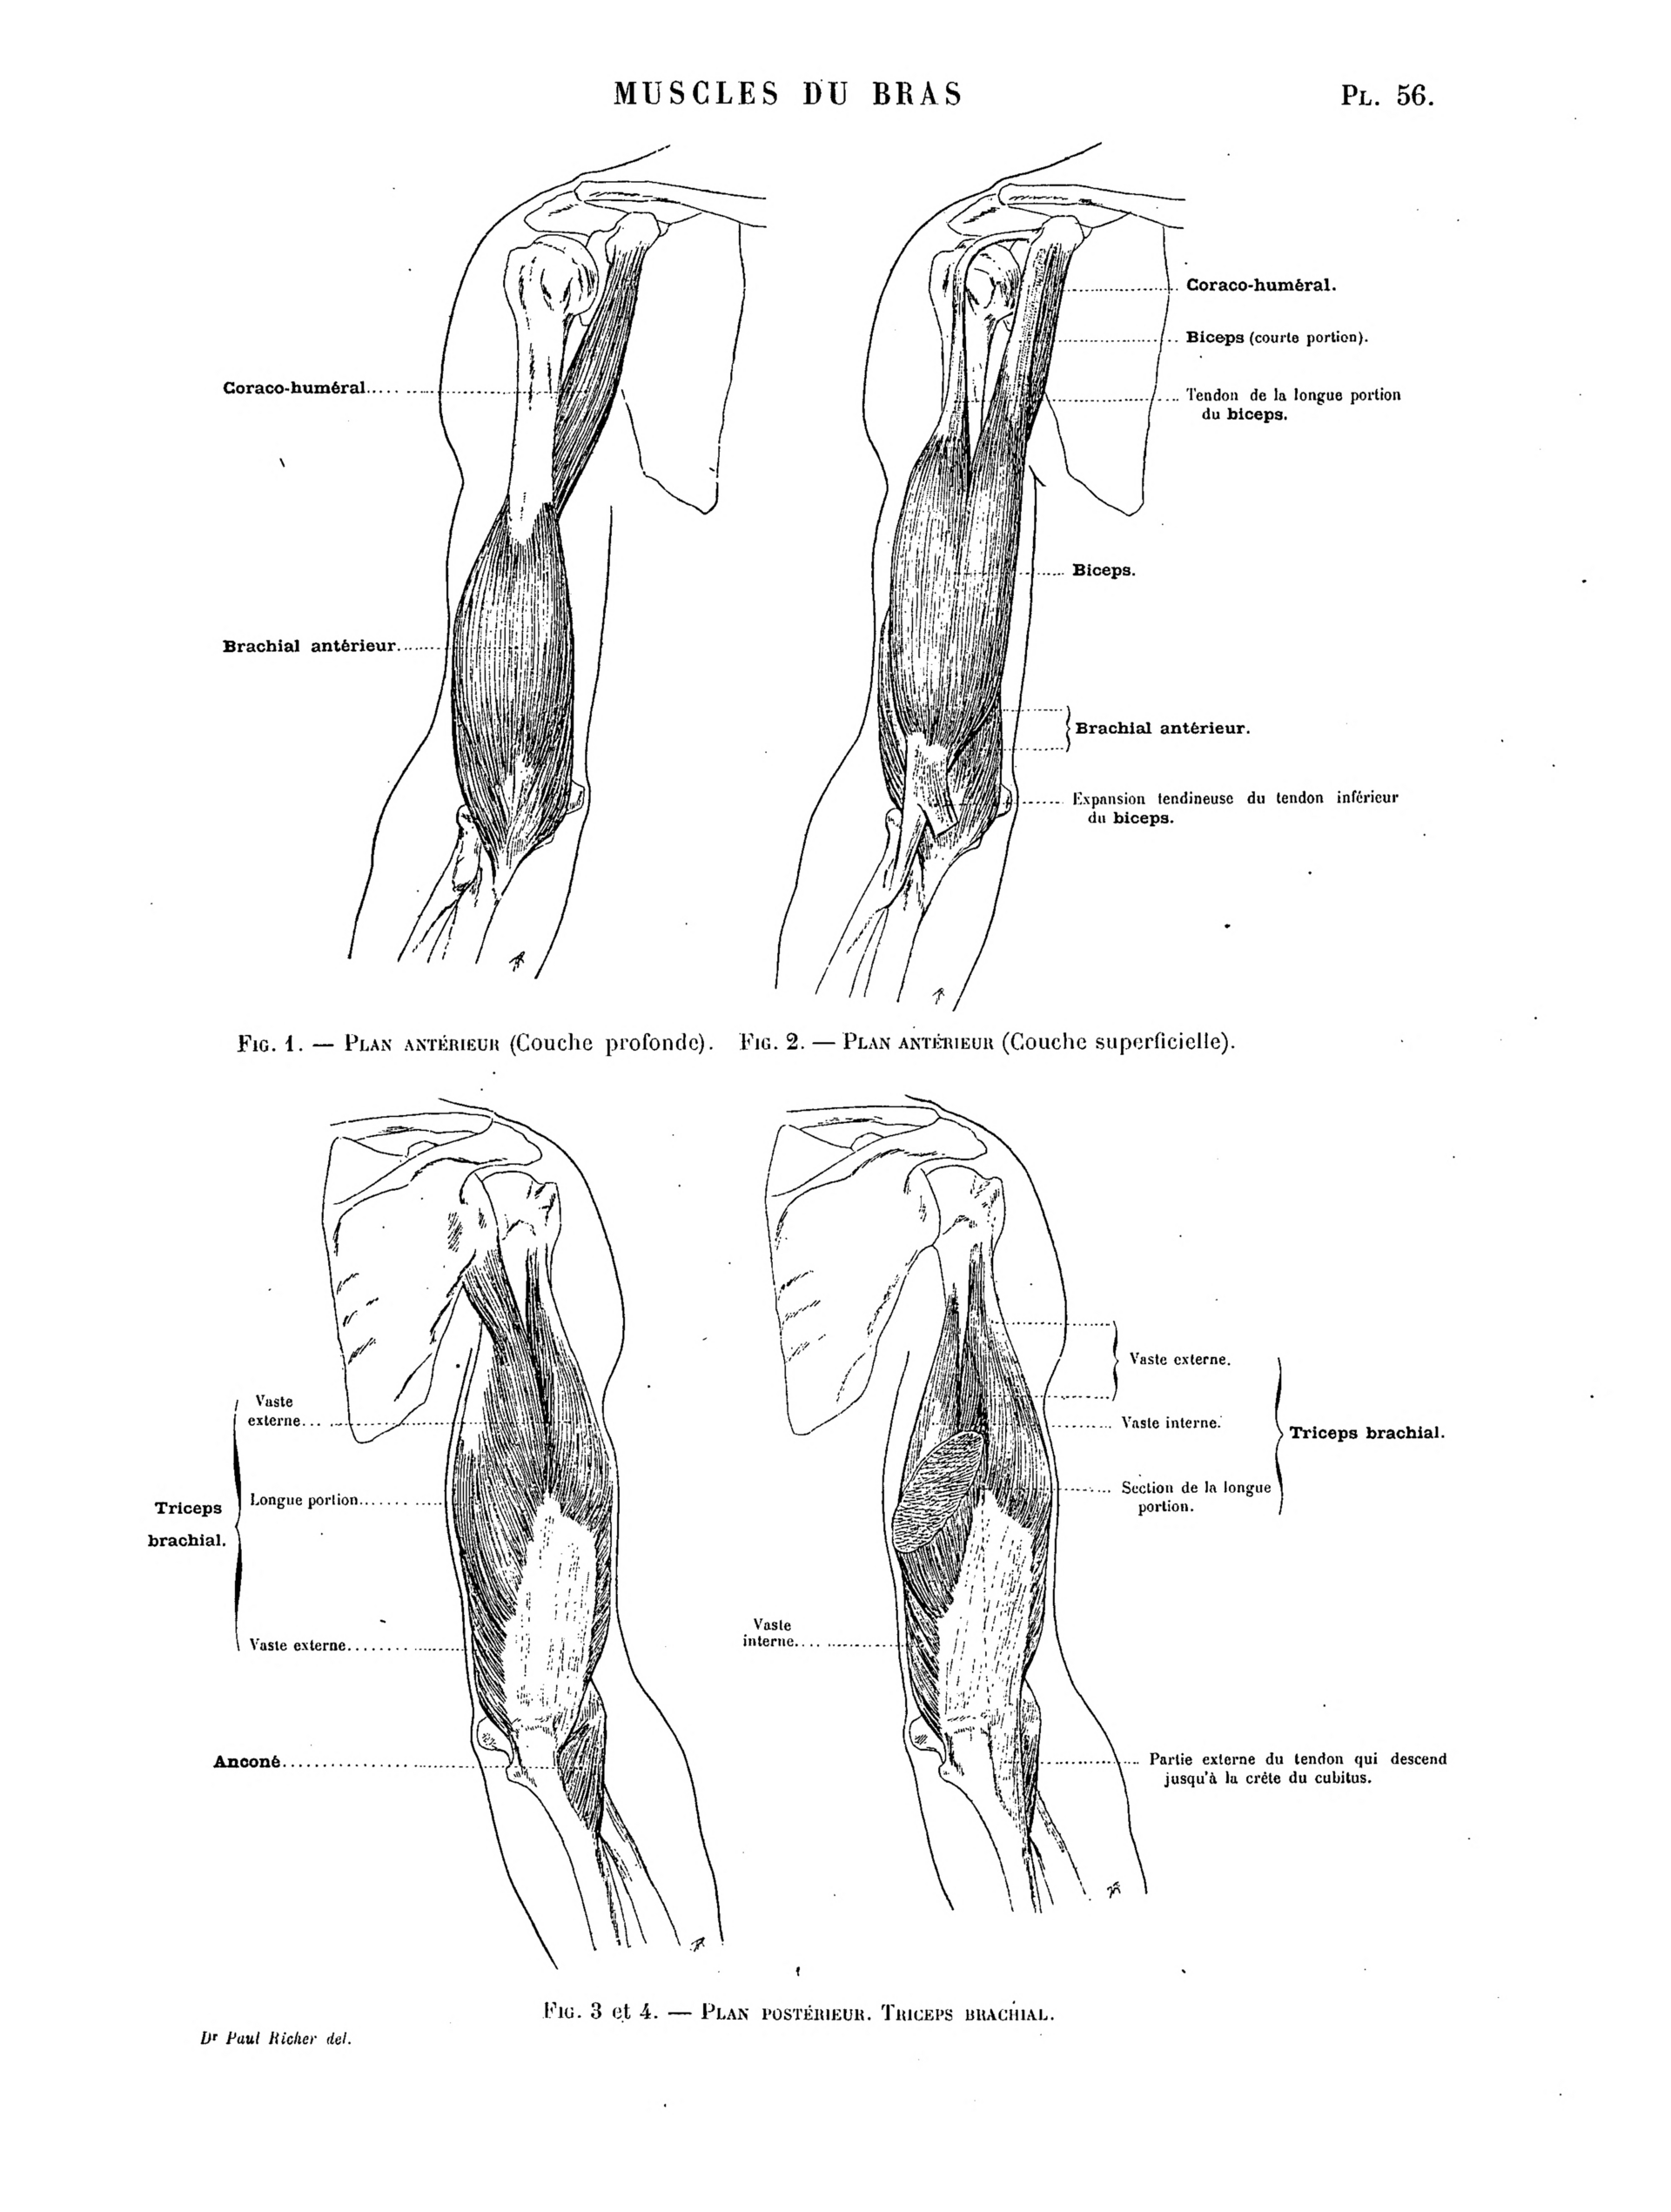 MUSCLES DU BRAS
PL. 56.
Coraco-huméral
Brachial antérieur
Coraco-huméral.
Biceps (courte portion).
Tendon de la longue portion
du biceps.
Biceps.
Brachial antérieur.
Expansion tendineuse du tendon inférieur
du biceps.
FIG. 1. — PLAN ANTÉRIEUR (Couche profonde).
FIG. 2. — PLAN ANTÉRIEUR (Couche superficielle).
Vaste
externe
Longue portion
Triceps
brachial.
Vaste externe
Anconé
Vaste externe.
Vaste interne.
Triceps brachial.
Section de la longue
portion.
Vaste
interne
Partie externe du tendon qui descend
jusqu'à la crête du cubitus.
FIG. 3 et 4. — PLAN POSTÉRIEUR. TRICEPS BRACHIAL.
Dr Paul Richer del.